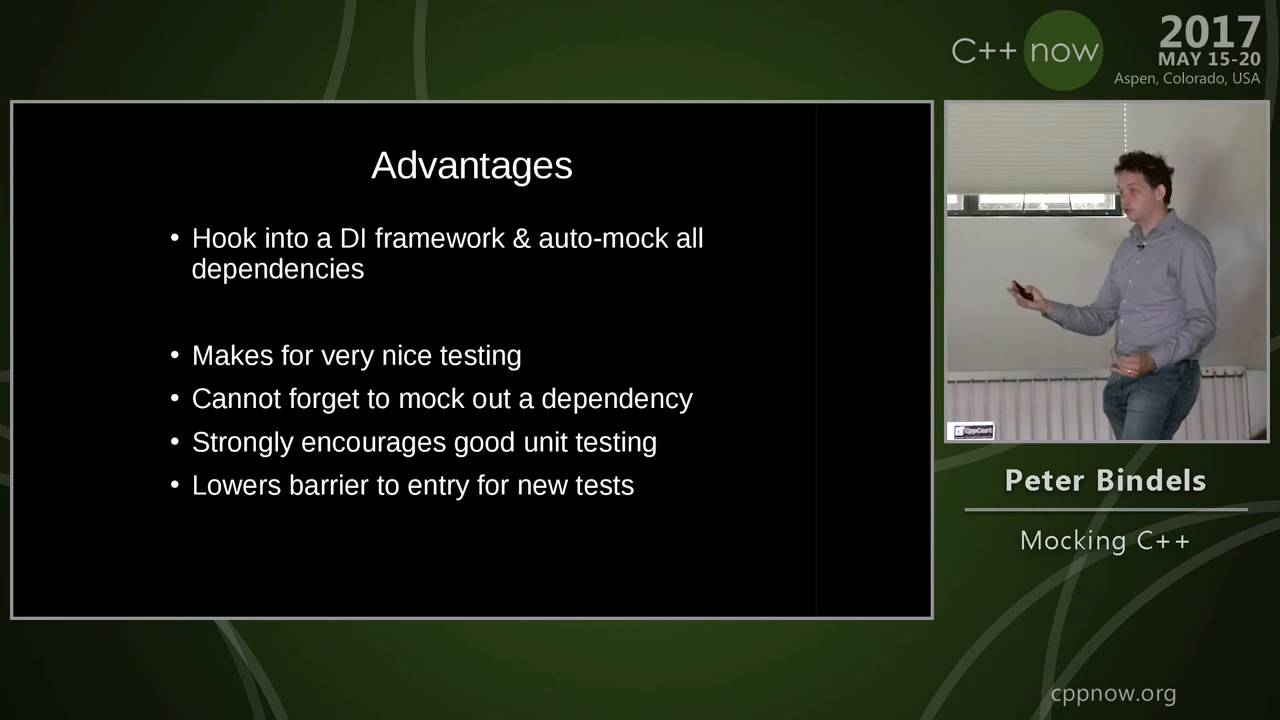 C++ now
2017
MAY 15-20
Aspen, Colorado, USA
Advantages
• Hook into a DI framework & auto-mock all
dependencies
• Makes for very nice testing
• Cannot forget to mock out a dependency
• Strongly encourages good unit testing
• Lowers barrier to entry for new tests
CppCast
Peter Bindels
Mocking C++
cppnow.org